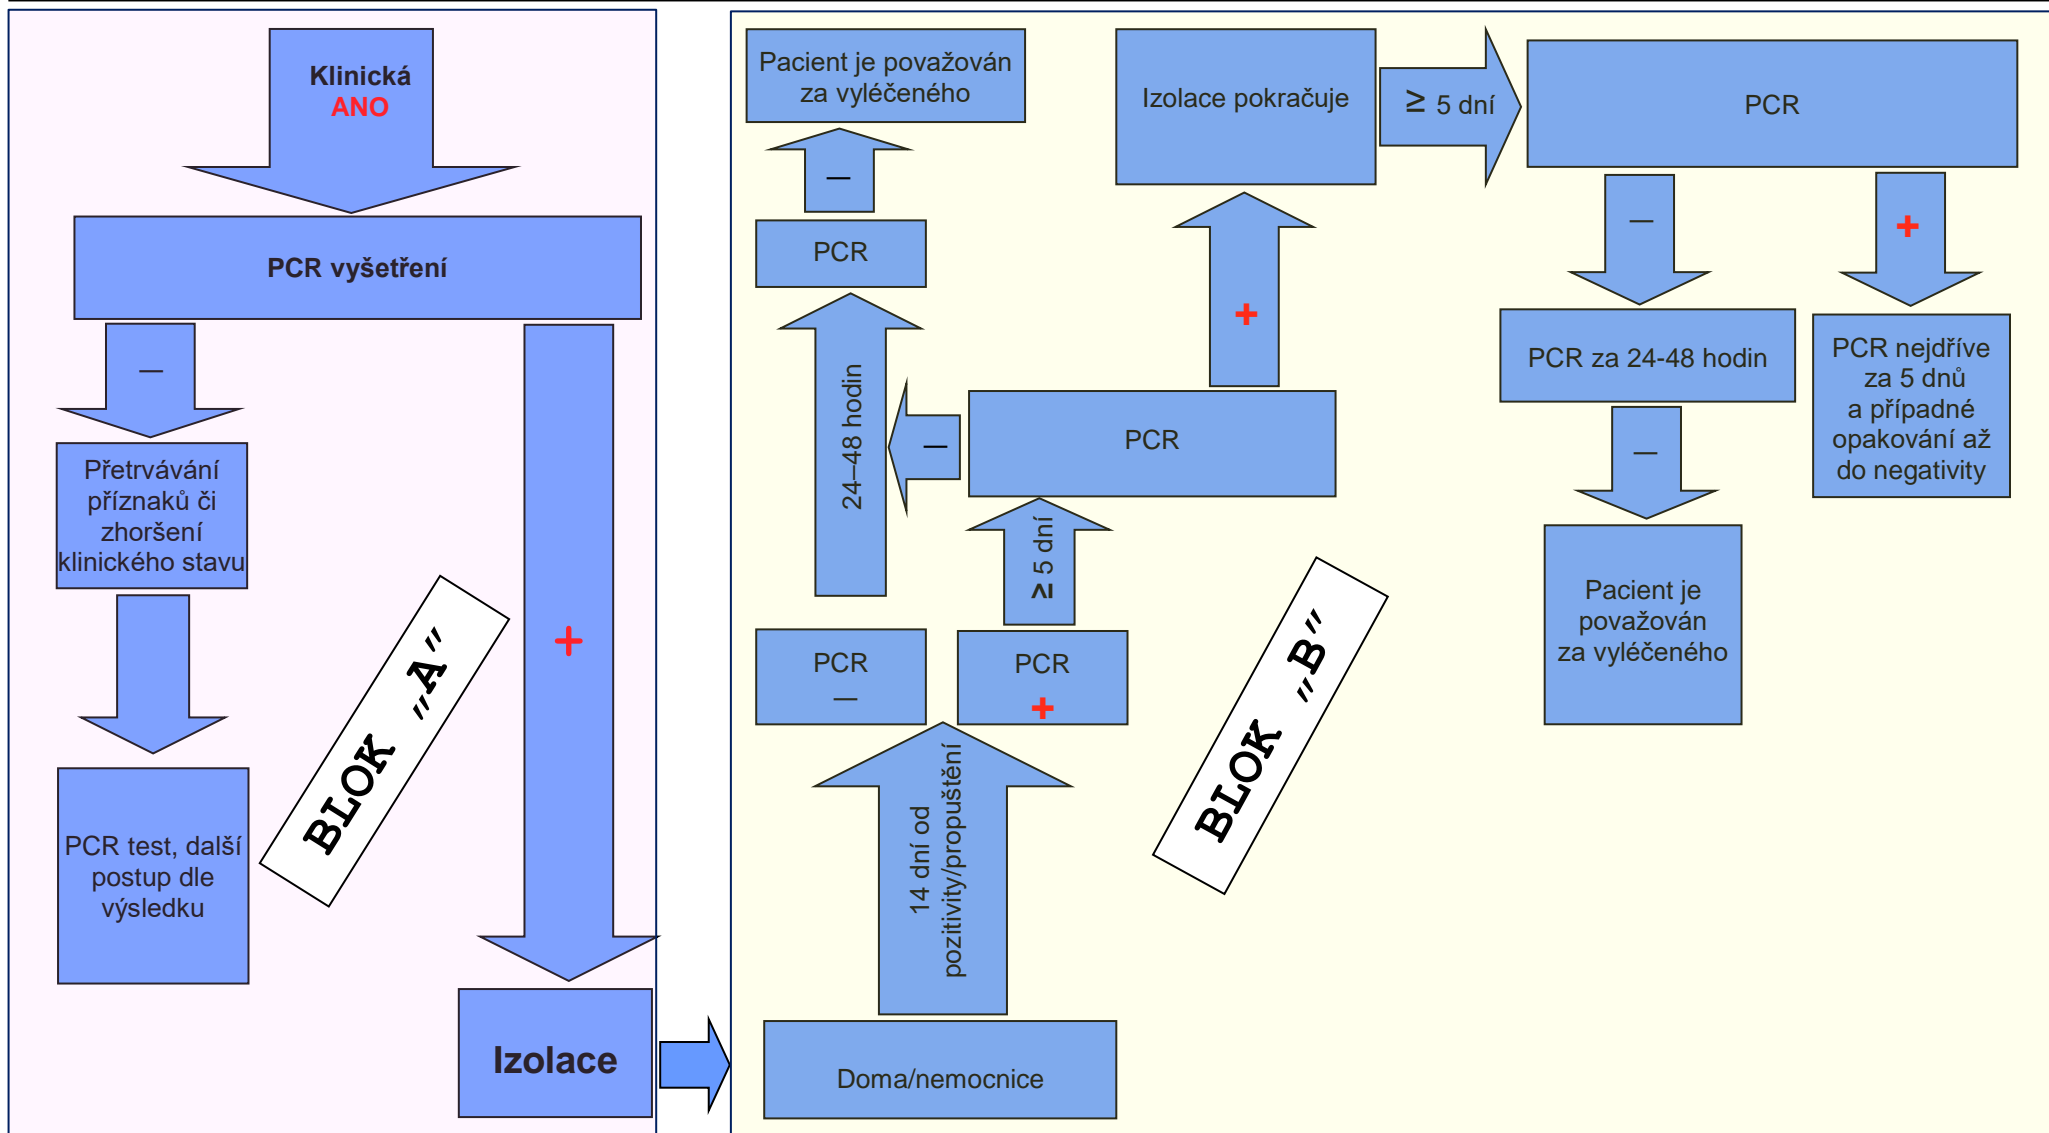 Klinická
ANO
PCR vyšetření
—
+
Přetrvávání
příznaků či
zhoršení
klinického stavu
PCR test, další
postup dle
výsledku
BLOK „A”
Izolace
Pacient je považován
za vyléčeného
—
PCR
24–48 hodin
—
PCR
+
Izolace pokračuje
≥ 5 dní
PCR
—
+
PCR za 24-48 hodin
—
Pacient je
považován
za vyléčeného
PCR nejdříve
za 5 dnů
a případné
opakování až
do negativity
≥ 5 dní
PCR
—
PCR
+
14 dní od
pozitivity/propuštění
Doma/nemocnice
BLOK „B”